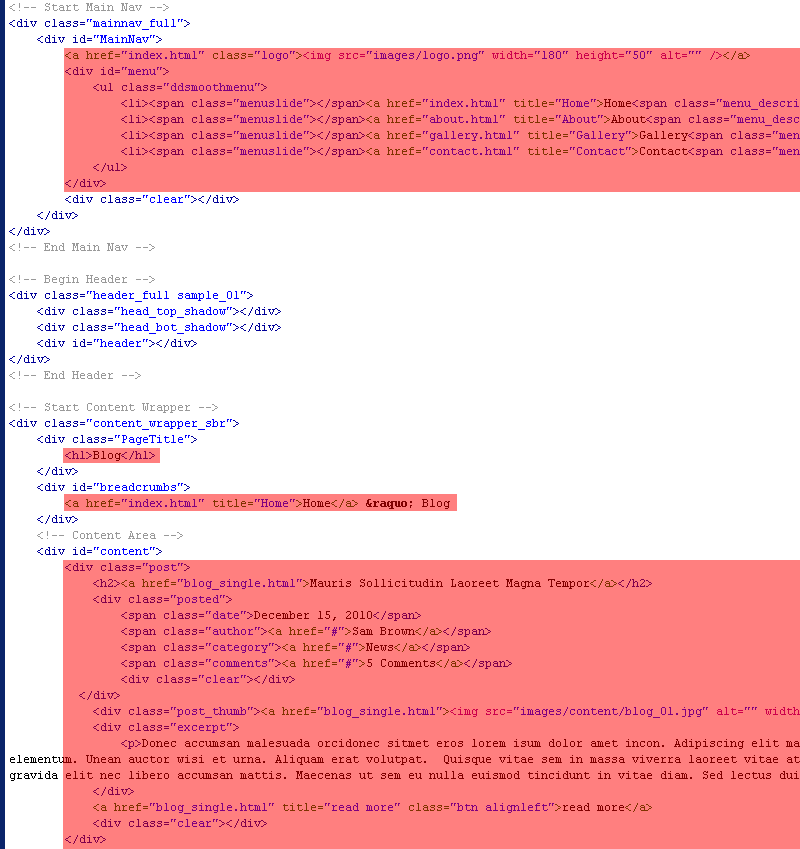 <!-- Start Main Nav -->
<div class="mainnav_full">
<div id="MainNav">
<a href="index.html" class="logo"><img src="images/logo.png" width="180" height="50" alt="" /></a>
<div id="menu">
<ul class="ddsmoothmenu">
<li><span class="menuslide"></span><a href="index.html" title="Home">Home<span class="menu_descri
<li><span class="menuslide"></span><a href="about.html" title="About">About<span class="menu_desc
<li><span class="menuslide"></span><a href="gallery.html" title="Gallery">Gallery<span class="men
<li><span class="menuslide"></span><a href="contact.html" title="Contact">Contact<span class="men
</ul>
</div>
<div class="clear"></div>
</div>
</div>
<!-- End Main Nav -->
<!-- Begin Header -->
<div class="header_full sample_01">
<div class="head_top_shadow"></div>
<div class="head_bot_shadow"></div>
<div id="header"></div>
</div>
<!-- End Header -->
<!-- Start Content Wrapper -->
<div class="content_wrapper_sbr">
<div class="PageTitle">
<h1>Blog</h1>
</div>
<div id="breadcrumbs">
<a href="index.html" title="Home">Home</a> &raquo; Blog
</div>
<!-- Content Area -->
<div id="content">
<div class="post">
<h2><a href="blog_single.html">Mauris Sollicitudin Laoreet Magna Tempor</a></h2>
<div class="posted">
<span class="date">December 15, 2010</span>
<span class="author"><a href="#">Sam Brown</a></span>
<span class="category"><a href="#">News</a></span>
<span class="comments"><a href="#">5 Comments</a></span>
<div class="clear"></div>
</div>
<div class="post_thumb"><a href="blog_single.html"><img src="images/content/blog_01.jpg" alt="" width
<div class="excerpt">
<p>Donec accumsan malesuada orcidonec sitmet eros lorem isum dolor amet incon. Adipiscing elit ma
elementum. Unean auctor wisi et urna. Aliquam erat volutpat.  Quisque vitae sem in massa viverra laoreet vitae at
gravida elit nec libero accumsan mattis. Maecenas ut sem eu nulla euismod tincidunt in vitae diam. Sed lectus dui
</div>
<a href="blog_single.html" title="read more" class="btn alignleft">read more</a>
<div class="clear"></div>
</div>